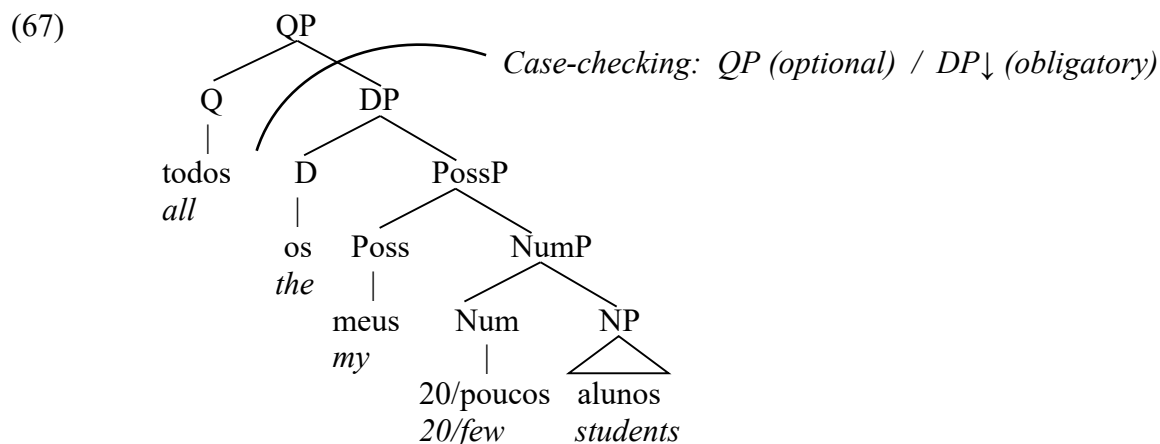 (67) QP
Case-checking: QP (optional) / DP↓ (obligatory)
Q DP
todos D PossP
all
os Poss NumP
the
meus Num NP
my
20/poucos alunos
20/few students